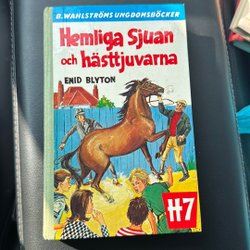 B. WAHLSTRÖMS UNGDOMSBÖCKER
Hemliga Sjuan
och hästtjuvarna
ENID BLYTON
H7